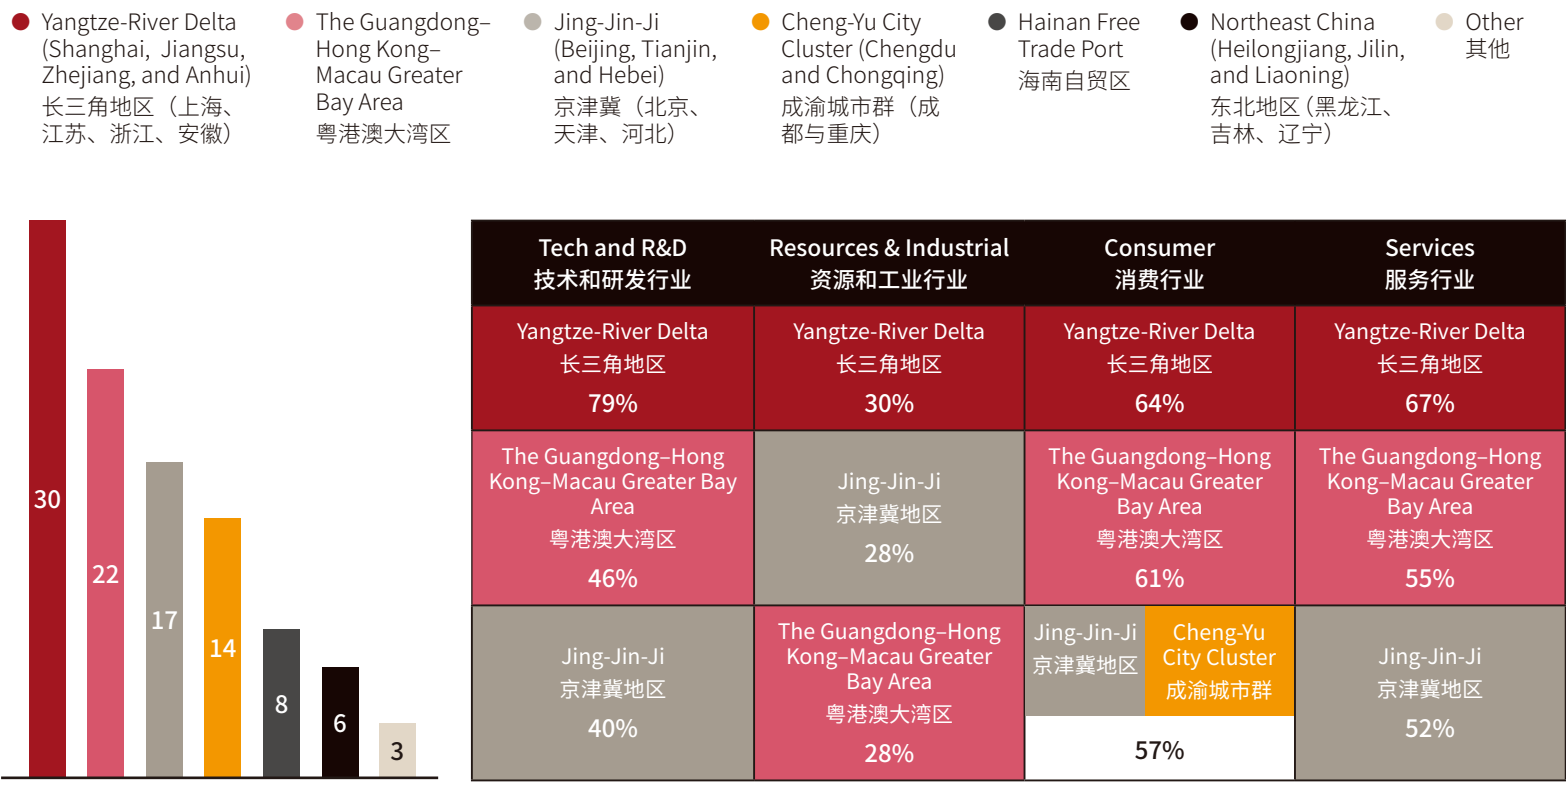 Yangtze-River Delta
(Shanghai, Jiangsu,
Zhejiang, and Anhui)
长三角地区（上海、
江苏、浙江、安徽）
The Guangdong–
Hong Kong–
Macau Greater
Bay Area
粤港澳大湾区
Jing-Jin-Ji
(Beijing, Tianjin,
and Hebei)
京津冀（北京、
天津、河北）
Cheng-Yu City
Cluster (Chengdu
and Chongqing)
成渝城市群（成
都与重庆）
Hainan Free
Trade Port
海南自贸区
Northeast China
(Heilongjiang, Jilin,
and Liaoning)
东北地区（黑龙江、
吉林、辽宁）
Other
其他
30
22
17
14
8
6
3
Tech and R&D
技术和研发行业
Resources & Industrial
资源和工业行业
Consumer
消费行业
Services
服务行业
Yangtze-River Delta
长三角地区
79%
Yangtze-River Delta
长三角地区
30%
Yangtze-River Delta
长三角地区
64%
Yangtze-River Delta
长三角地区
67%
The Guangdong–Hong
Kong–Macau Greater Bay
Area
粤港澳大湾区
46%
Jing-Jin-Ji
京津冀地区
28%
The Guangdong–Hong
Kong–Macau Greater
Bay Area
粤港澳大湾区
61%
The Guangdong–Hong
Kong–Macau Greater
Bay Area
粤港澳大湾区
55%
Jing-Jin-Ji
京津冀地区
40%
The Guangdong–Hong
Kong–Macau Greater
Bay Area
粤港澳大湾区
28%
Jing-Jin-Ji
京津冀地区
Cheng-Yu
City Cluster
成渝城市群
57%
Jing-Jin-Ji
京津冀地区
52%